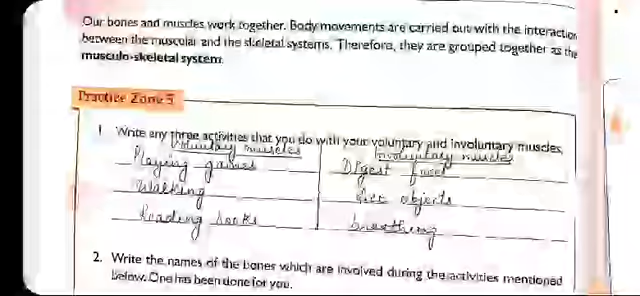 Our bones and muscles work together. Body movements are carried out with the interaction
between the muscular and the skeletal systems. Therefore, they are grouped together as the
musculo-skeletal system.
Practice Zone 5
1 Write any three activities that you do with your voluntary and involuntary muscles.
Voluntary muscles Involuntary muscles
Playing games Digest food
Walking See objects
Reading books breathing
2. Write the names of the bones which are involved during the activities mentioned
below. One has been done for you.